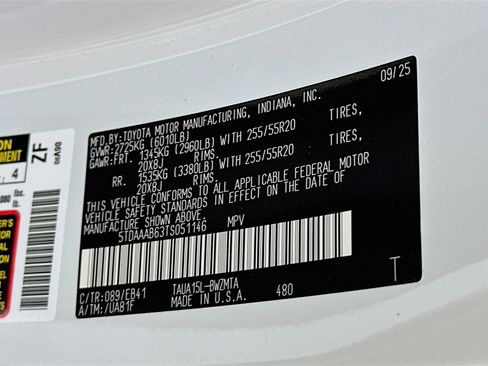 MFD.BY:TOYOTA MOTOR MANUFACTURING, INDIANA, INC. 09/25
GVWR:2725KG (6010LB)
GAWR:FRT. 1345KG (2960LB) WITH 255/55R20 TIRES,
20X8J RIMS.
RR. 1535KG (3380LB) WITH 255/55R20 TIRES,
20X8J RIMS.
THIS VEHICLE CONFORMS TO ALL APPLICABLE FEDERAL MOTOR
VEHICLE SAFETY STANDARDS IN EFFECT ON THE DATE OF
MANUFACTURE SHOWN ABOVE.
5TDAAAB63TS051146 MPV
C/TR:089/EB41 TAUA15L-BWZMTA T
A/TM:/UA81F MADE IN U.S.A. 480
ZF
4
lbs.